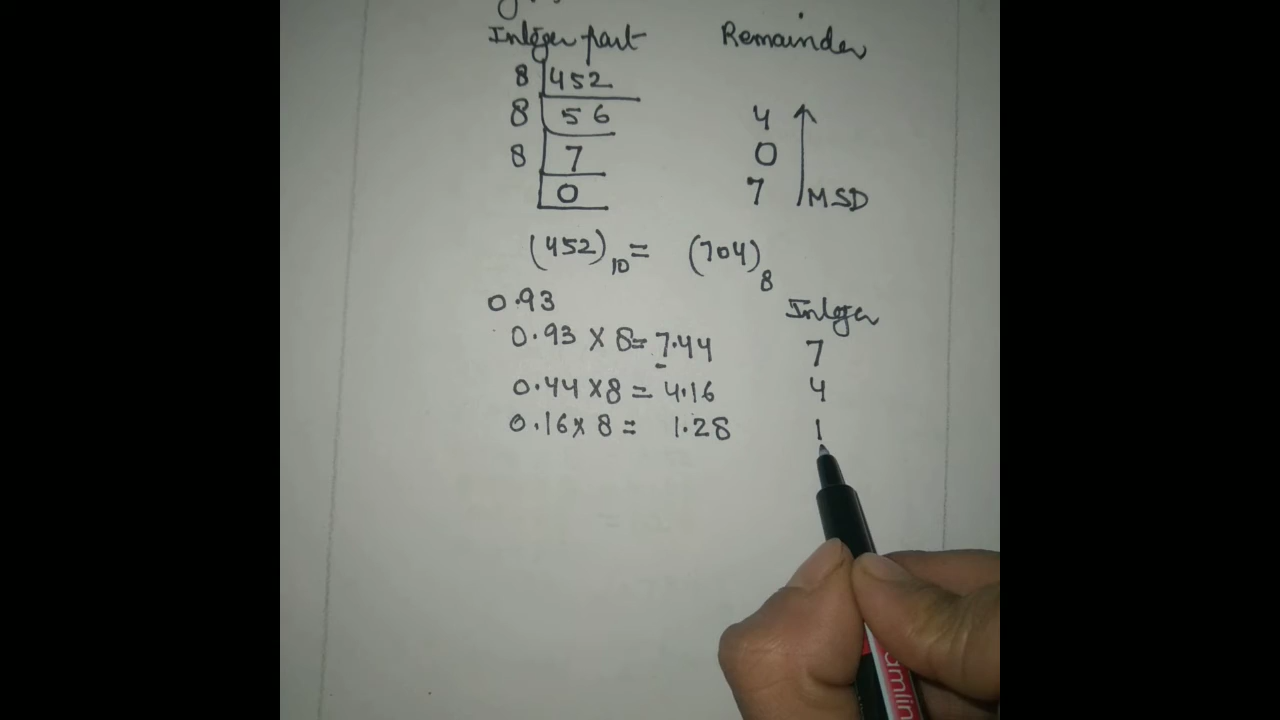 Integer part Remainder
8 452
8 56 4
8 7 0
0 7 MSD
(452)10 = (704)8
0.93 Integer
0.93 × 8 = 7.44 7
0.44 × 8 = 4.16 4
0.16 × 8 = 1.28 1